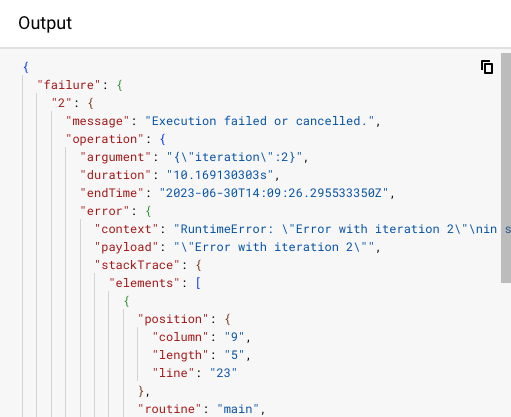 Output
{
"failure": {
"2": {
"message": "Execution failed or cancelled.",
"operation": {
"argument": "{\"iteration\":2}",
"duration": "10.169130303s",
"endTime": "2023-06-30T14:09:26.295533350Z",
"error": {
"context": "RuntimeError: \"Error with iteration 2\"\nin s
"payload": "\"Error with iteration 2\"",
"stackTrace": {
"elements": [
{
"position": {
"column": "9",
"length": "5",
"line": "23"
},
"routine": "main",